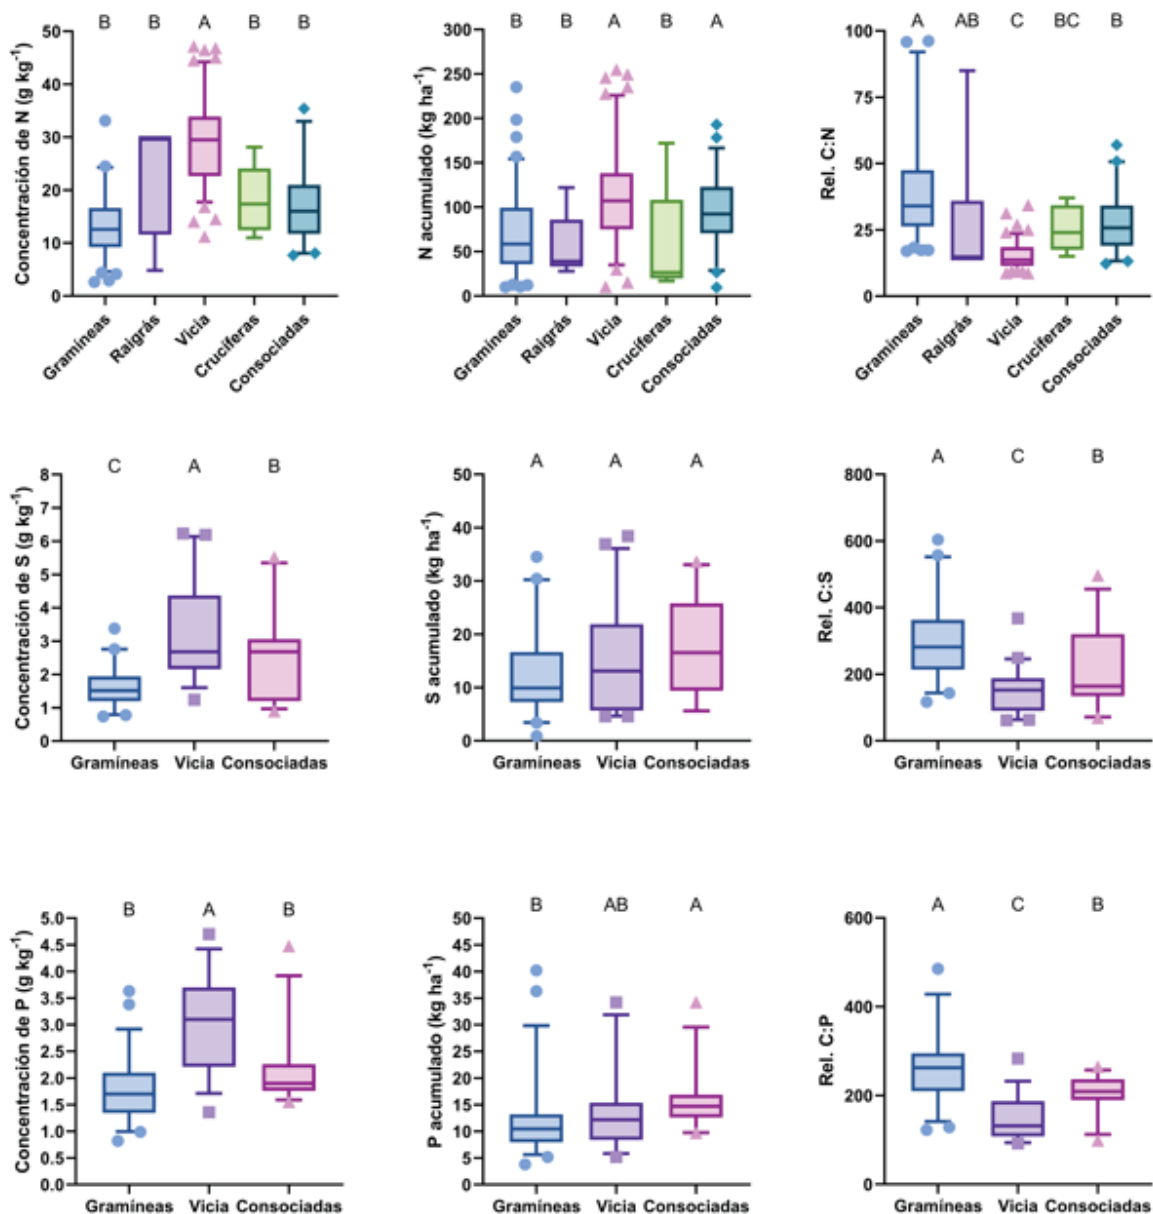 B B A B B
Concentración de N (g kg⁻¹)
50
40
30
20
10
0
Gramíneas Raigrás Vicia Crucíferas Consociadas
B B A B A
N acumulado (kg ha⁻¹)
300
250
200
150
100
50
0
Gramíneas Raigrás Vicia Crucíferas Consociadas
A AB C BC B
Rel. C:N
100
75
50
25
0
Gramíneas Raigrás Vicia Crucíferas Consociadas
C A B
Concentración de S (g kg⁻¹)
8
7
6
5
4
3
2
1
0
Gramíneas Vicia Consociadas
A A A
S acumulado (kg ha⁻¹)
50
40
30
20
10
0
Gramíneas Vicia Consociadas
A C B
Rel. C:S
800
600
400
200
0
Gramíneas Vicia Consociadas
B A B
Concentración de P (g kg⁻¹)
5.0
4.5
4.0
3.5
3.0
2.5
2.0
1.5
1.0
0.5
0.0
Gramíneas Vicia Consociadas
B AB A
P acumulado (kg ha⁻¹)
50
45
40
35
30
25
20
15
10
5
0
Gramíneas Vicia Consociadas
A C B
Rel. C:P
600
400
200
0
Gramíneas Vicia Consociadas